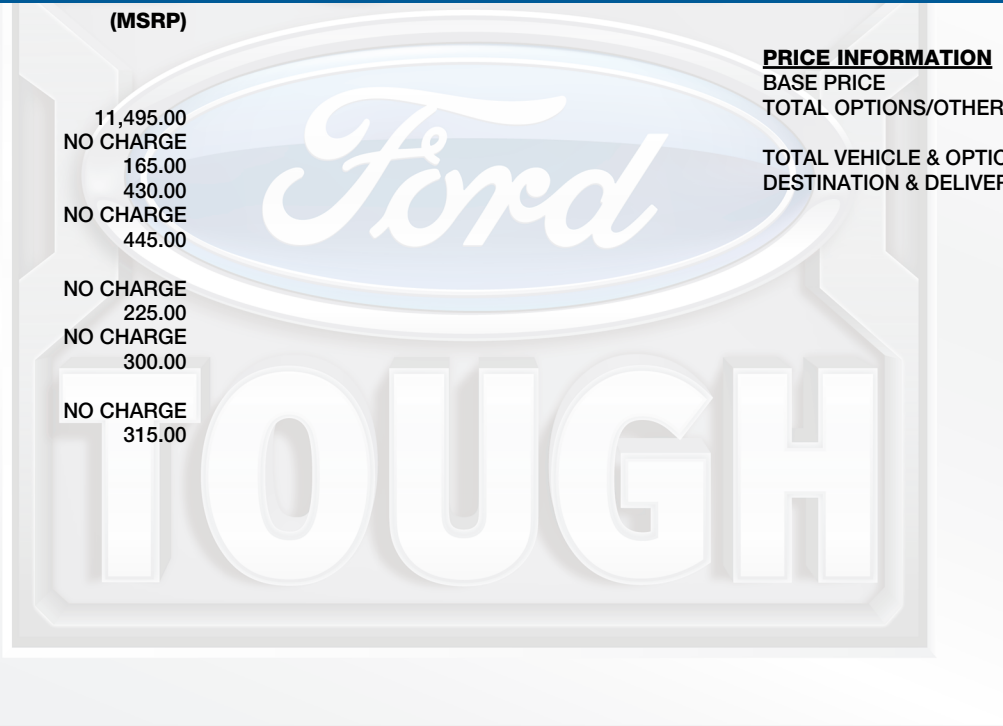 (MSRP)
11,495.00
NO CHARGE
165.00
430.00
NO CHARGE
445.00
NO CHARGE
225.00
NO CHARGE
300.00
NO CHARGE
315.00
PRICE INFORMATION
BASE PRICE
TOTAL OPTIONS/OTHER
TOTAL VEHICLE & OPTIO
DESTINATION & DELIVER
Ford
TOUGH